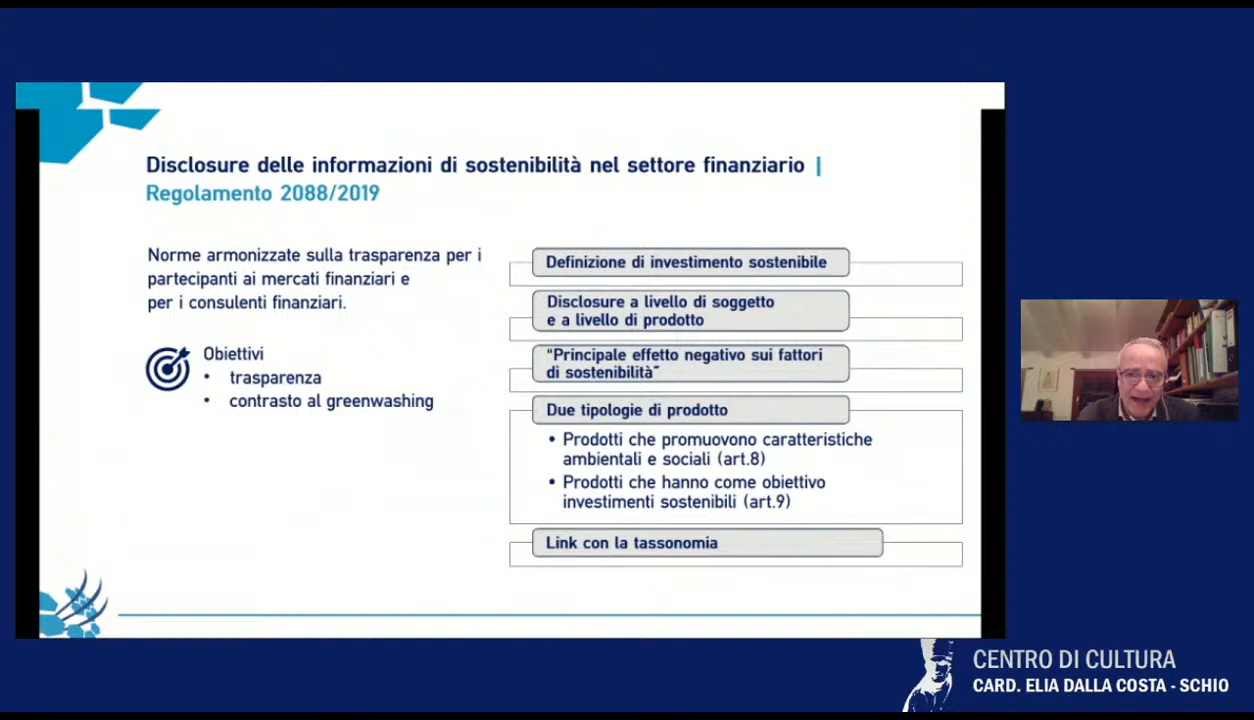 Disclosure delle informazioni di sostenibilità nel settore finanziario |
Regolamento 2088/2019
Norme armonizzate sulla trasparenza per i
partecipanti ai mercati finanziari e
per i consulenti finanziari.
Obiettivi
• trasparenza
• contrasto al greenwashing
Definizione di investimento sostenibile
Disclosure a livello di soggetto
e a livello di prodotto
"Principale effetto negativo sui fattori
di sostenibilità"
Due tipologie di prodotto
• Prodotti che promuovono caratteristiche
ambientali e sociali (art.8)
• Prodotti che hanno come obiettivo
investimenti sostenibili (art.9)
Link con la tassonomia
CENTRO DI CULTURA
CARD. ELIA DALLA COSTA - SCHIO